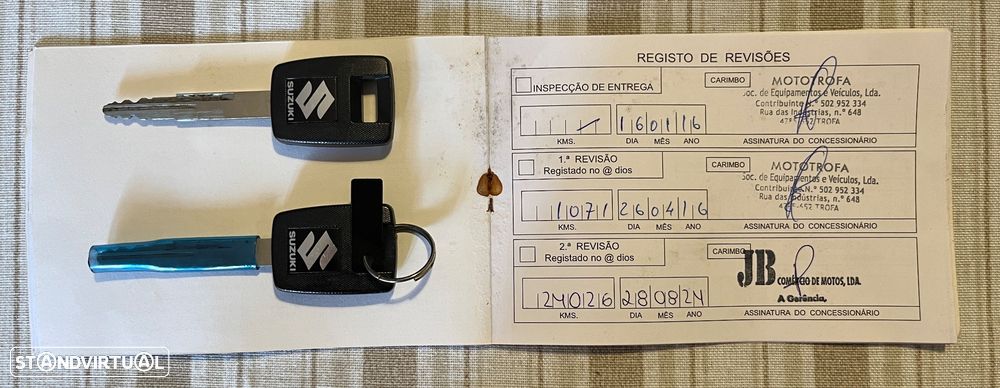 SUZUKI
SUZUKI
REGISTO DE REVISÕES
INSPECÇÃO DE ENTREGA
CARIMBO
MOTOTROFA
Soc. de Equipamentos e Veículos, Lda.
Contribuinte N.º 502 952 334
Rua das Indústrias, n.º 648
TROFA
16 01 16
KMS. DIA MÊS ANO
ASSINATURA DO CONCESSIONÁRIO
1.ª REVISÃO
Registado no @ dios
CARIMBO
MOTOTROFA
Soc. de Equipamentos e Veículos, Lda.
Contribuinte N.º 502 952 334
Rua das Indústrias, n.º 648
TROFA
1071 26 04 16
KMS. DIA MÊS ANO
ASSINATURA DO CONCESSIONÁRIO
2.ª REVISÃO
Registado no @ dios
CARIMBO
JB COMÉRCIO DE MOTOS, LDA.
A Gerência,
24026 28 08 24
KMS. DIA MÊS ANO
ASSINATURA DO CONCESSIONÁRIO
STANDVIRTUAL